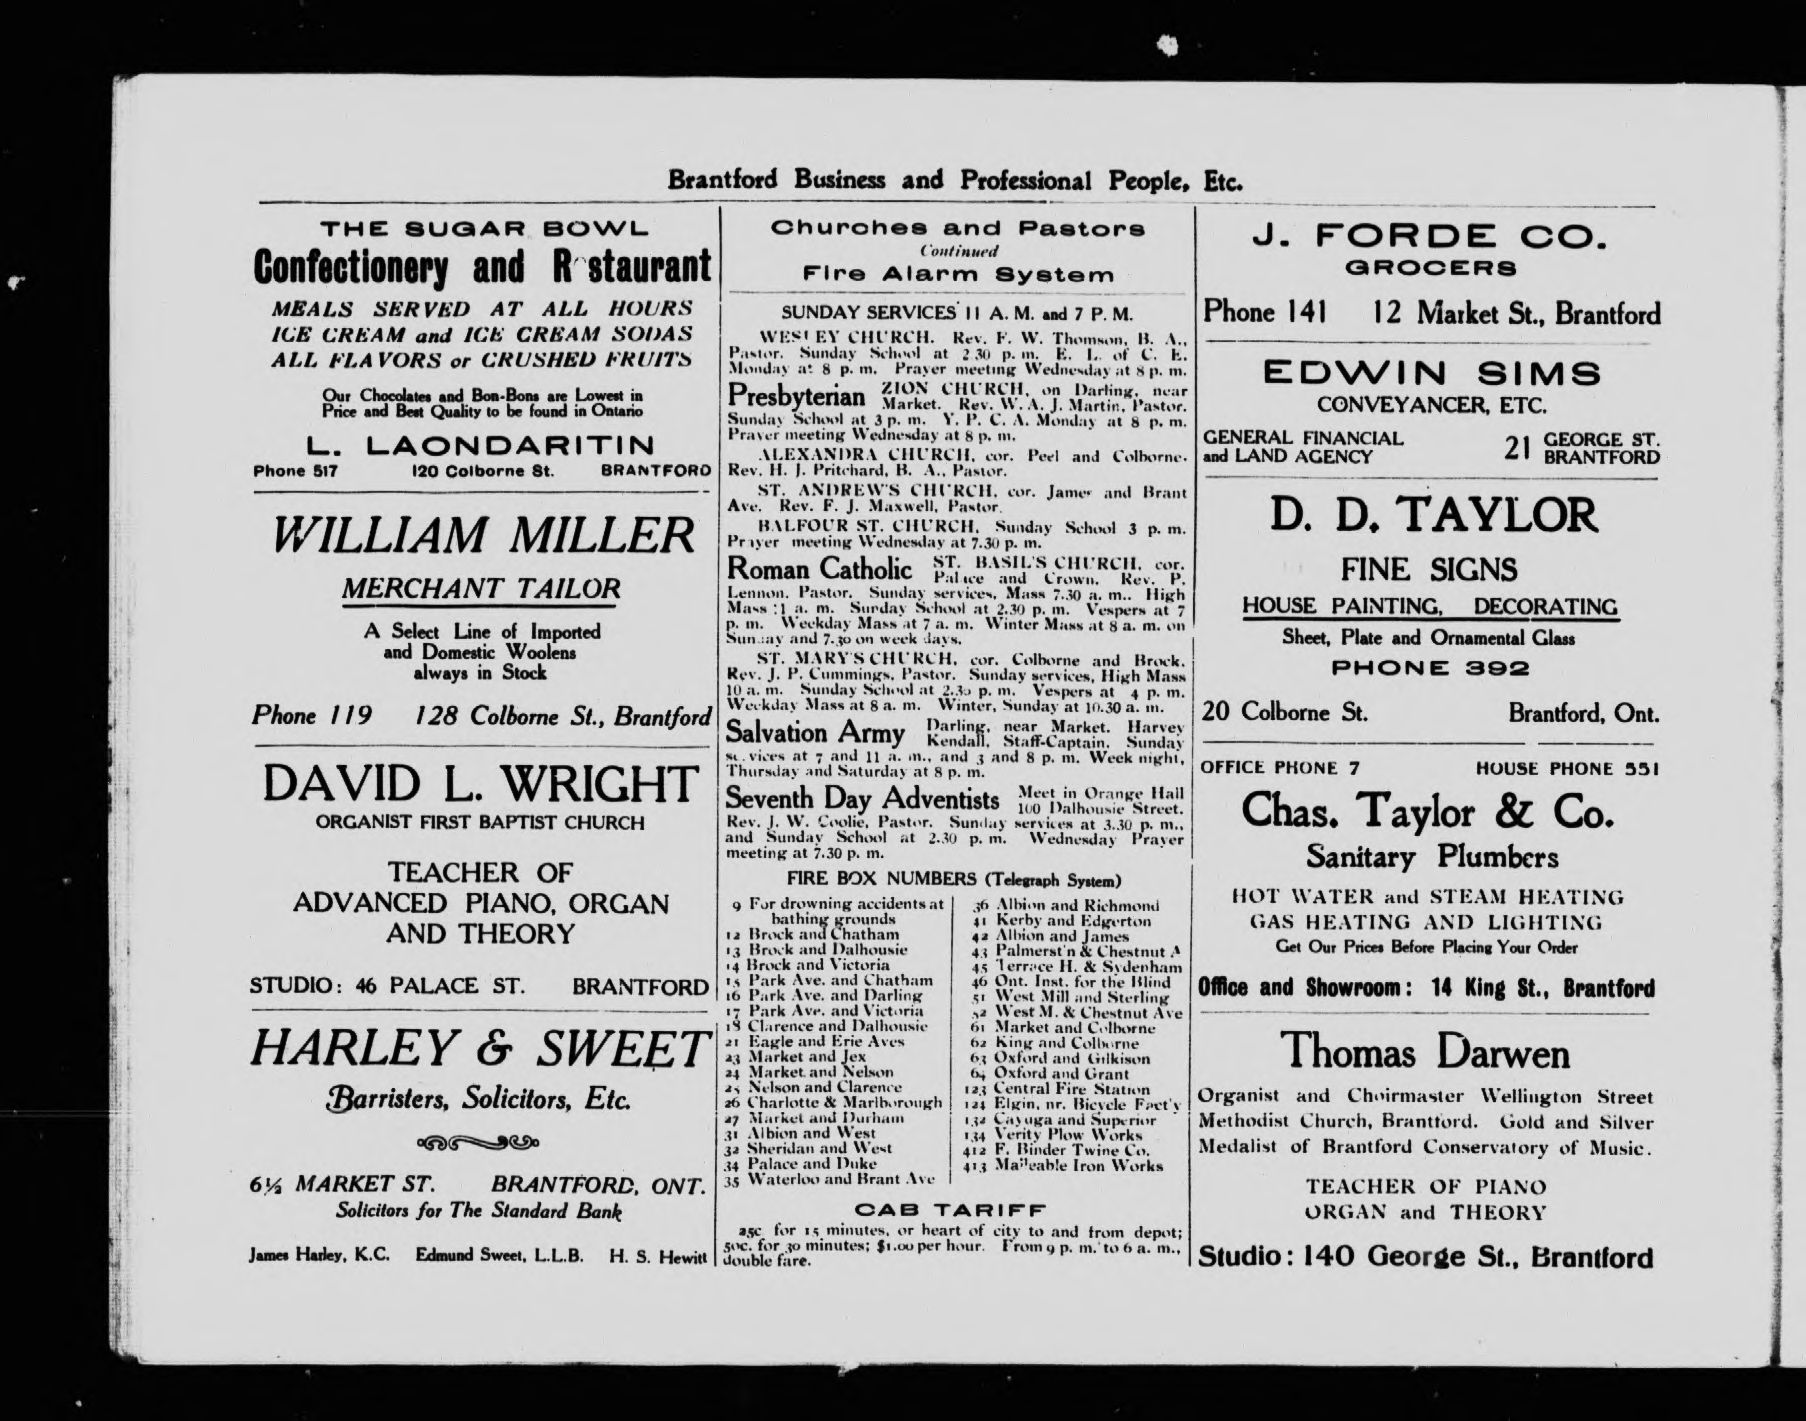 Brantford Business and Professional People, Etc.
THE SUGAR BOWL
Confectionery and R staurant
MEALS SERVED AT ALL HOURS
ICE CREAM and ICE CREAM SODAS
ALL FLAVORS or CRUSHED FRUITS
Our Chocolates and Bon-Bons are Lowest in
Price and Best Quality to be found in Ontario
L. LAONDARITIN
Phone 517 120 Colborne St. BRANTFORD
WILLIAM MILLER
MERCHANT TAILOR
A Select Line of Imported
and Domestic Woolens
always in Stock
Phone 119 128 Colborne St., Brantford
DAVID L. WRIGHT
ORGANIST FIRST BAPTIST CHURCH
TEACHER OF
ADVANCED PIANO, ORGAN
AND THEORY
STUDIO: 46 PALACE ST. BRANTFORD
HARLEY & SWEET
Barristers, Solicitors, Etc.
6½ MARKET ST. BRANTFORD, ONT.
Solicitors for The Standard Bank
James Harley, K.C. Edmund Sweet, L.L.B. H. S. Hewitt
Churches and Pastors
Continued
Fire Alarm System
SUNDAY SERVICES 11 A. M. and 7 P. M.
WESLEY CHURCH. Rev. F. W. Thomson, B. A.,
Pastor. Sunday School at 2 30 p. m. E. L. of C. E.
Monday at 8 p. m. Prayer meeting Wednesday at 8 p. m.
Presbyterian ZION CHURCH, on Darling, near
Market. Rev. W. A. J. Martin, Pastor.
Sunday School at 3 p. m. Y. P. C. A. Monday at 8 p. m.
Prayer meeting Wednesday at 8 p. m.
ALEXANDRA CHURCH, cor. Peel and Colborne.
Rev. H. J. Pritchard, B. A., Pastor.
ST. ANDREW'S CHURCH, cor. James and Brant
Ave. Rev. F. J. Maxwell, Pastor.
BALFOUR ST. CHURCH, Sunday School 3 p. m.
Prayer meeting Wednesday at 7.30 p. m.
Roman Catholic ST. BASIL'S CHURCH, cor.
Palace and Crown. Rev. P.
Lennon, Pastor. Sunday services, Mass 7.30 a. m.. High
Mass 11 a. m. Sunday School at 2.30 p. m. Vespers at 7
p. m. Weekday Mass at 7 a. m. Winter Mass at 8 a. m. on
Sunday and 7.30 on week days.
ST. MARY'S CHURCH, cor. Colborne and Brock.
Rev. J. P. Cummings, Pastor. Sunday services, High Mass
10 a. m. Sunday School at 2.30 p. m. Vespers at 4 p. m.
Weekday Mass at 8 a. m. Winter, Sunday at 10.30 a. m.
Salvation Army Darling, near Market. Harvey
Kendall, Staff-Captain. Sunday
services at 7 and 11 a. m., and 3 and 8 p. m. Week night,
Thursday and Saturday at 8 p. m.
Seventh Day Adventists Meet in Orange Hall
100 Dalhousie Street.
Rev. J. W. Coolie, Pastor. Sunday services at 3.30 p. m.,
and Sunday School at 2.30 p. m. Wednesday Prayer
meeting at 7.30 p. m.
FIRE BOX NUMBERS (Telegraph System)
9 For drowning accidents at
bathing grounds
12 Brock and Chatham
13 Brock and Dalhousie
14 Brock and Victoria
15 Park Ave. and Chatham
16 Park Ave. and Darling
17 Park Ave. and Victoria
18 Clarence and Dalhousie
21 Eagle and Erie Aves
23 Market and Jex
24 Market and Nelson
25 Nelson and Clarence
26 Charlotte & Marlborough
27 Market and Durham
31 Albion and West
32 Sheridan and West
34 Palace and Duke
35 Waterloo and Brant Ave
36 Albion and Richmond
41 Kerby and Edgerton
42 Albion and James
43 Palmerst'n & Chestnut A
45 Terrace H. & Sydenham
46 Ont. Inst. for the Blind
51 West Mill and Sterling
52 West M. & Chestnut Ave
61 Market and Colborne
62 King and Colburne
63 Oxford and Gilkison
64 Oxford and Grant
123 Central Fire Station
124 Elgin, nr. Bicycle Fact'y
132 Cayuga and Superior
134 Verity Plow Works
412 F. Binder Twine Co.
413 Malleable Iron Works
CAB TARIFF
25c for 15 minutes, or heart of city to and from depot;
50c. for 30 minutes; $1.00 per hour. From 9 p. m. to 6 a. m.,
double fare.
J. FORDE CO.
GROCERS
Phone 141 12 Market St., Brantford
EDWIN SIMS
CONVEYANCER, ETC.
GENERAL FINANCIAL
and LAND AGENCY
21 GEORGE ST.
BRANTFORD
D. D. TAYLOR
FINE SIGNS
HOUSE PAINTING, DECORATING
Sheet, Plate and Ornamental Glass
PHONE 392
20 Colborne St. Brantford, Ont.
OFFICE PHONE 7 HOUSE PHONE 551
Chas. Taylor & Co.
Sanitary Plumbers
HOT WATER and STEAM HEATING
GAS HEATING AND LIGHTING
Get Our Prices Before Placing Your Order
Office and Showroom: 14 King St., Brantford
Thomas Darwen
Organist and Choirmaster Wellington Street
Methodist Church, Brantford. Gold and Silver
Medalist of Brantford Conservatory of Music.
TEACHER OF PIANO
ORGAN and THEORY
Studio: 140 George St., Brantford